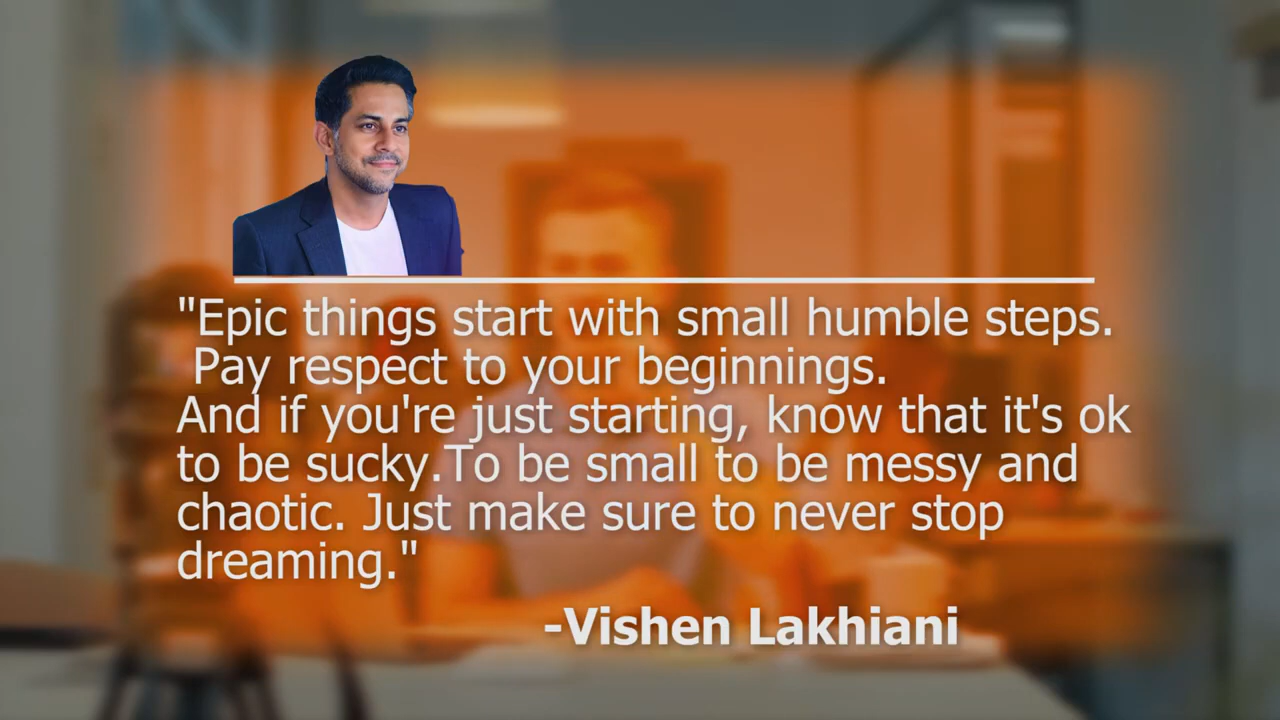 "Epic things start with small humble steps.
Pay respect to your beginnings.
And if you're just starting, know that it's ok
to be sucky.To be small to be messy and
chaotic. Just make sure to never stop
dreaming."
-Vishen Lakhiani